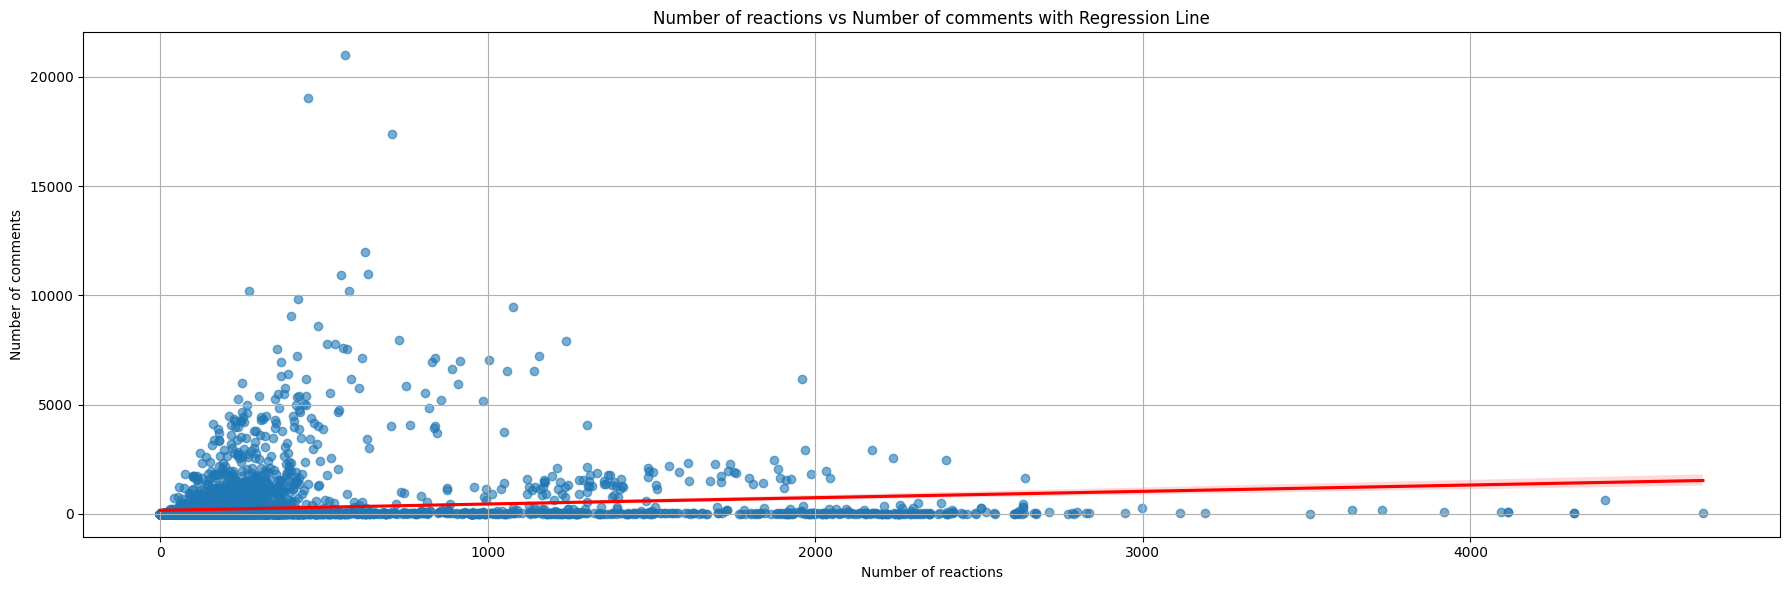 Number of reactions vs Number of comments with Regression Line
Number of comments
20000
15000
10000
5000
0
0 1000 2000 3000 4000
Number of reactions